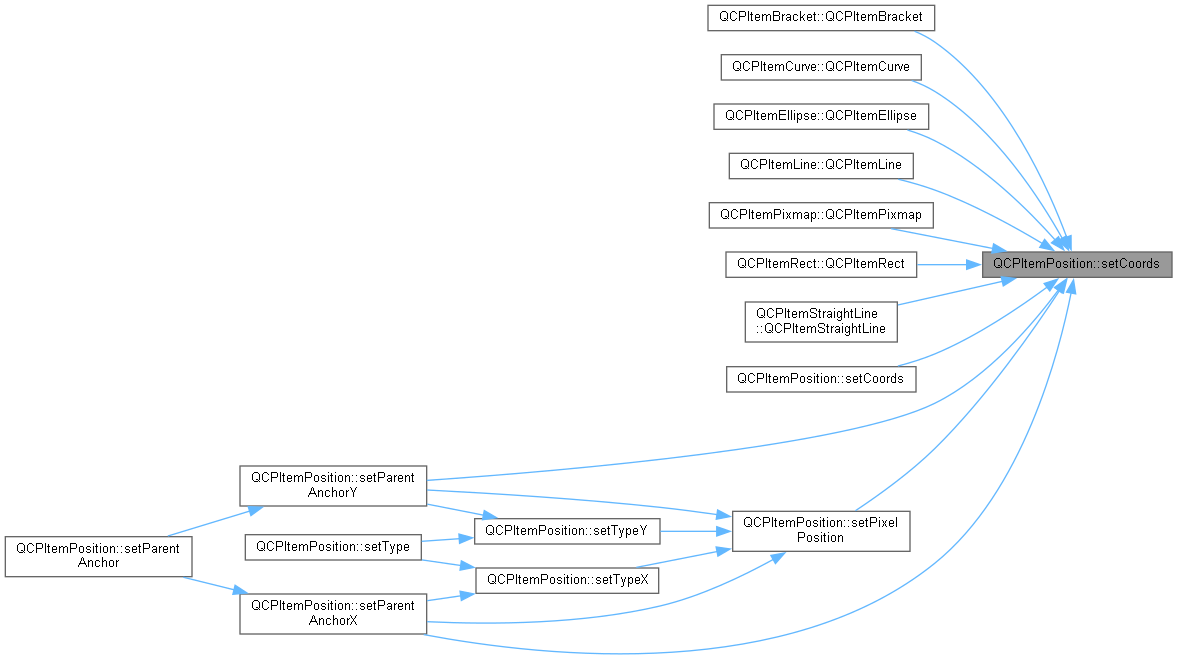 QCPItemBracket::QCPItemBracket
QCPItemCurve::QCPItemCurve
QCPItemEllipse::QCPItemEllipse
QCPItemLine::QCPItemLine
QCPItemPixmap::QCPItemPixmap
QCPItemRect::QCPItemRect
QCPItemPosition::setCoords
QCPItemStraightLine
::QCPItemStraightLine
QCPItemPosition::setCoords
QCPItemPosition::setParent
AnchorY
QCPItemPosition::setPixel
Position
QCPItemPosition::setTypeY
QCPItemPosition::setType
QCPItemPosition::setParent
Anchor
QCPItemPosition::setTypeX
QCPItemPosition::setParent
AnchorX